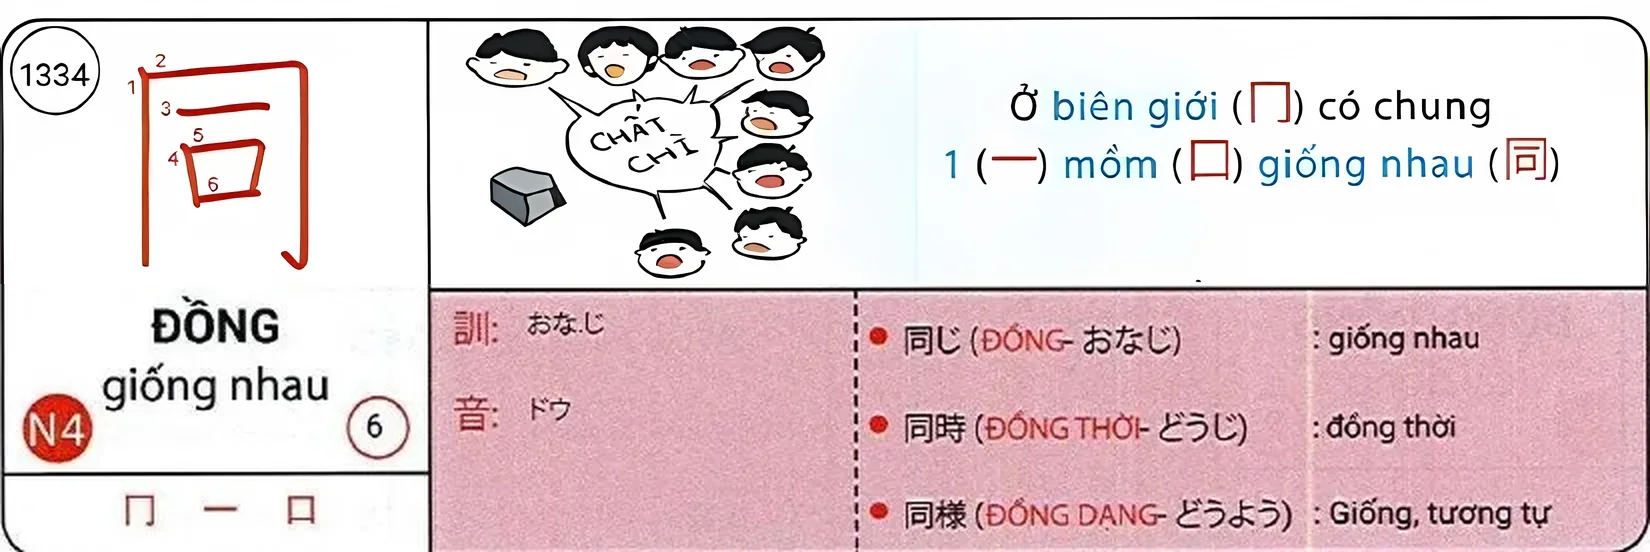 1334
同
1
2
3
4
5
6
ĐỒNG
giống nhau
N4
6
冂 一 口
CHẤT
CHÌ
Ở biên giới (冂) có chung
1 (一) mồm (口) giống nhau (同)
訓: おな.じ
音: ドウ
同じ (ĐỒNG- おなじ) : giống nhau
同時 (ĐỒNG THỜI- どうじ) : đồng thời
同様 (ĐỒNG DẠNG- どうよう) : Giống, tương tự